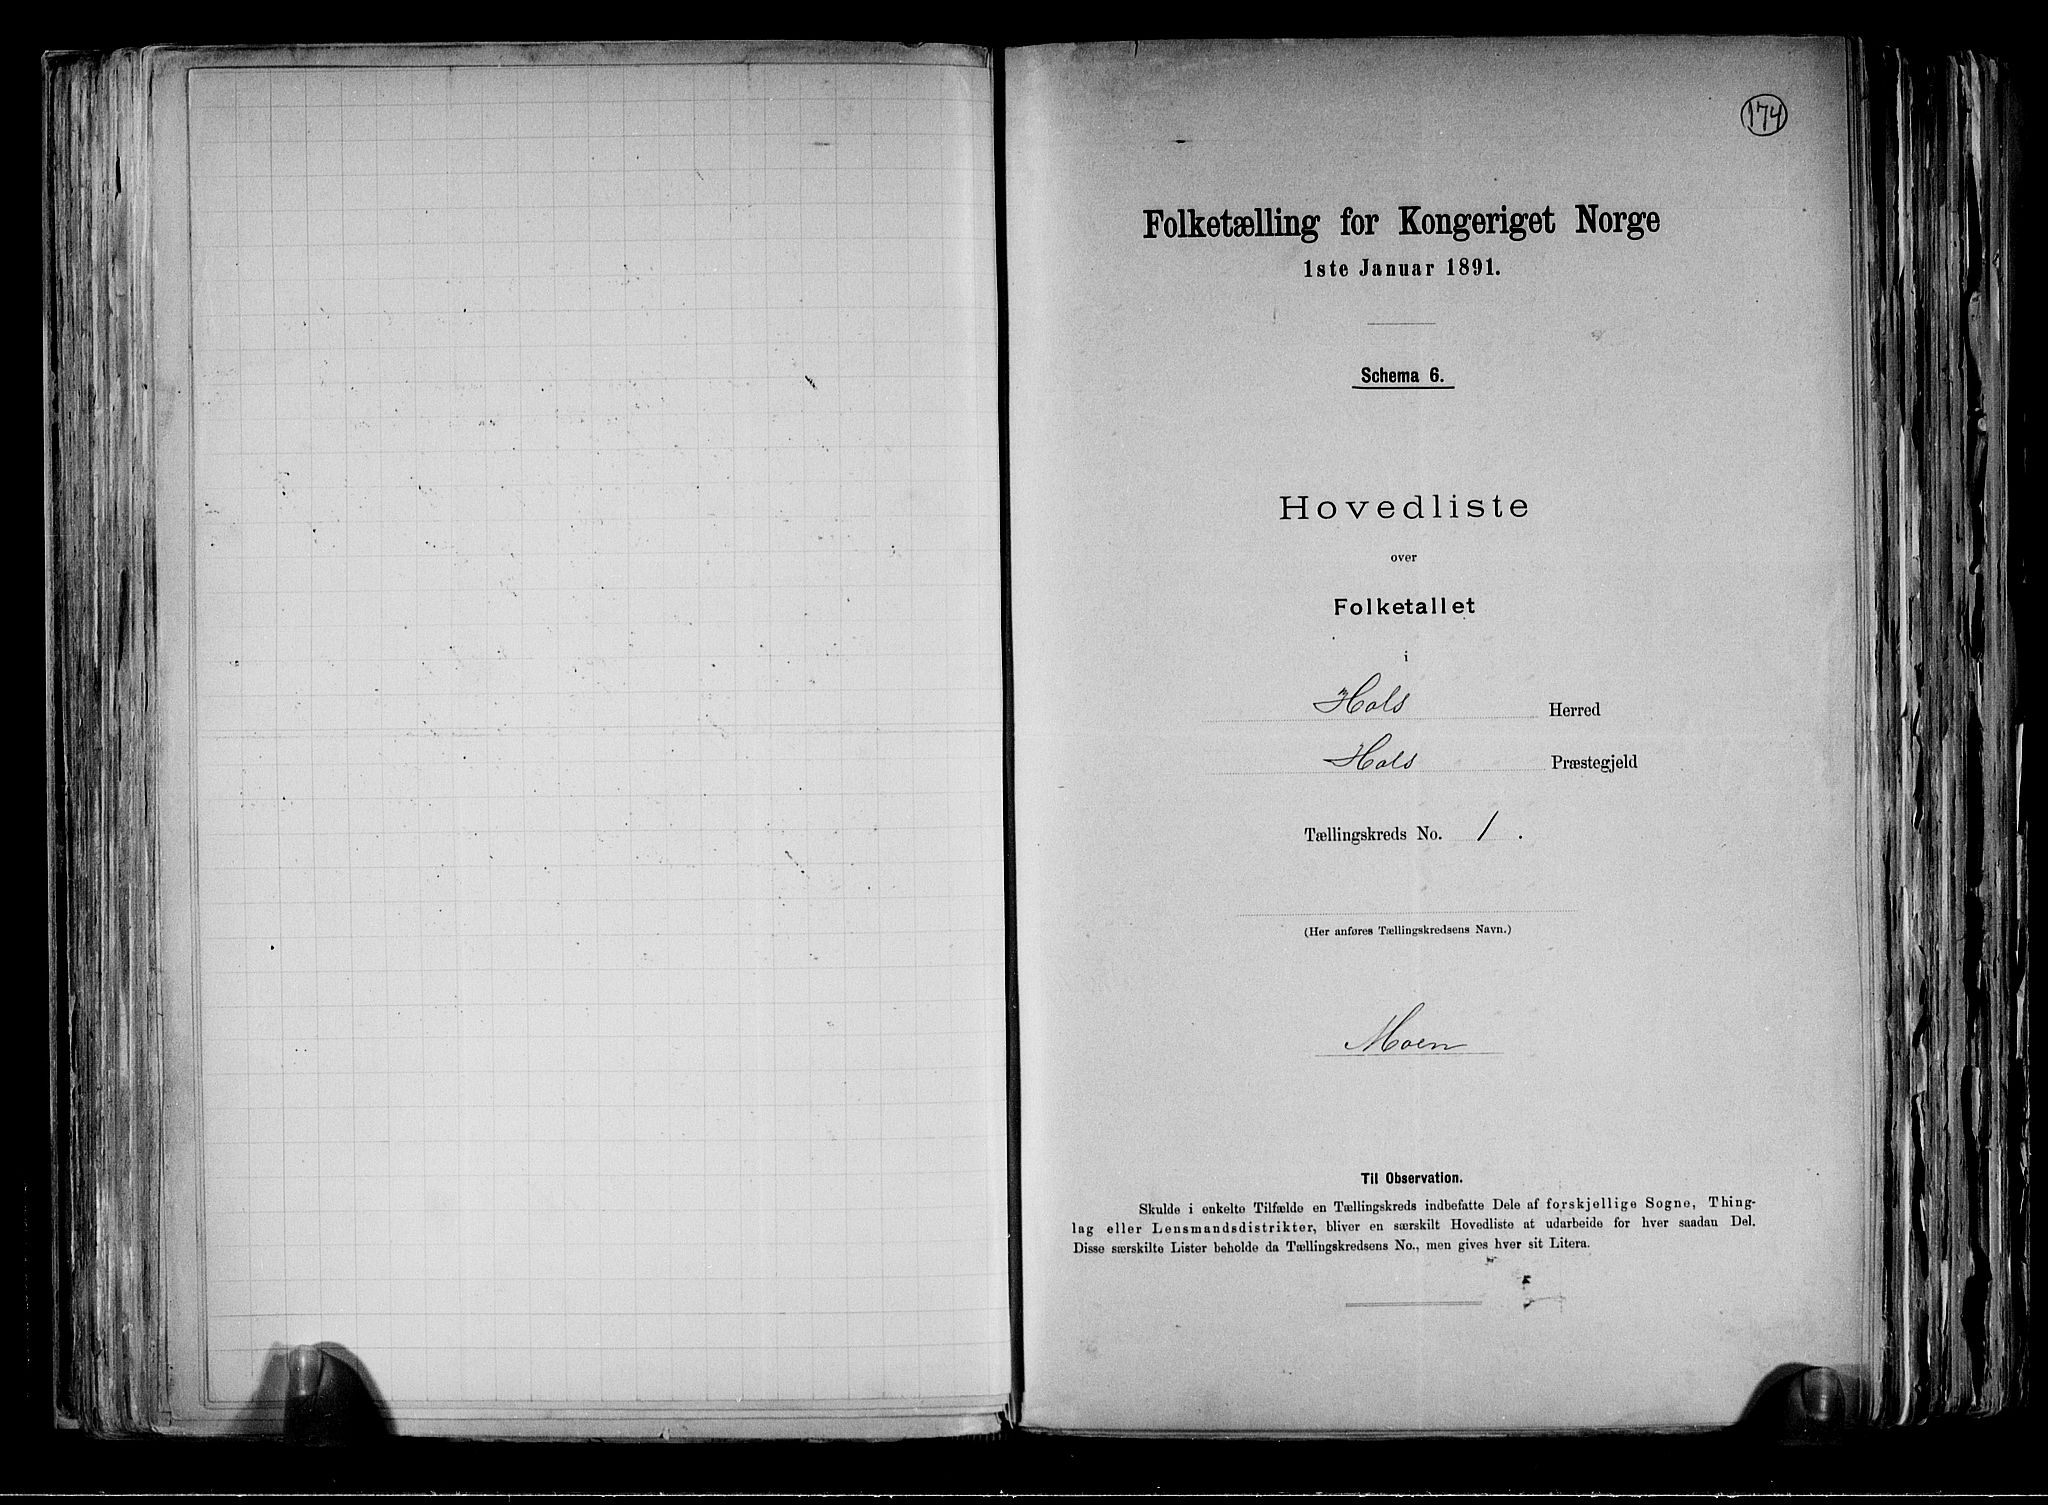 174
Folketælling for Kongeriget Norge
1ste Januar 1891.
Schema 6.
Hovedliste
over
Folketallet
i
Hols Herred
Hols Præstegjeld
Tællingskreds No. 1.
(Her anføres Tællingskredsens Navn.)
Moen
Til Observation.
Skulde i enkelte Tilfælde en Tællingskreds indbefatte Dele af forskjellige Sogne, Thing-
lag eller Lensmandsdistrikter, bliver en særskilt Hovedliste at udarbeide for hver saadan Del.
Disse særskilte Lister beholde da Tællingskredsens No., men gives hver sit Litera.